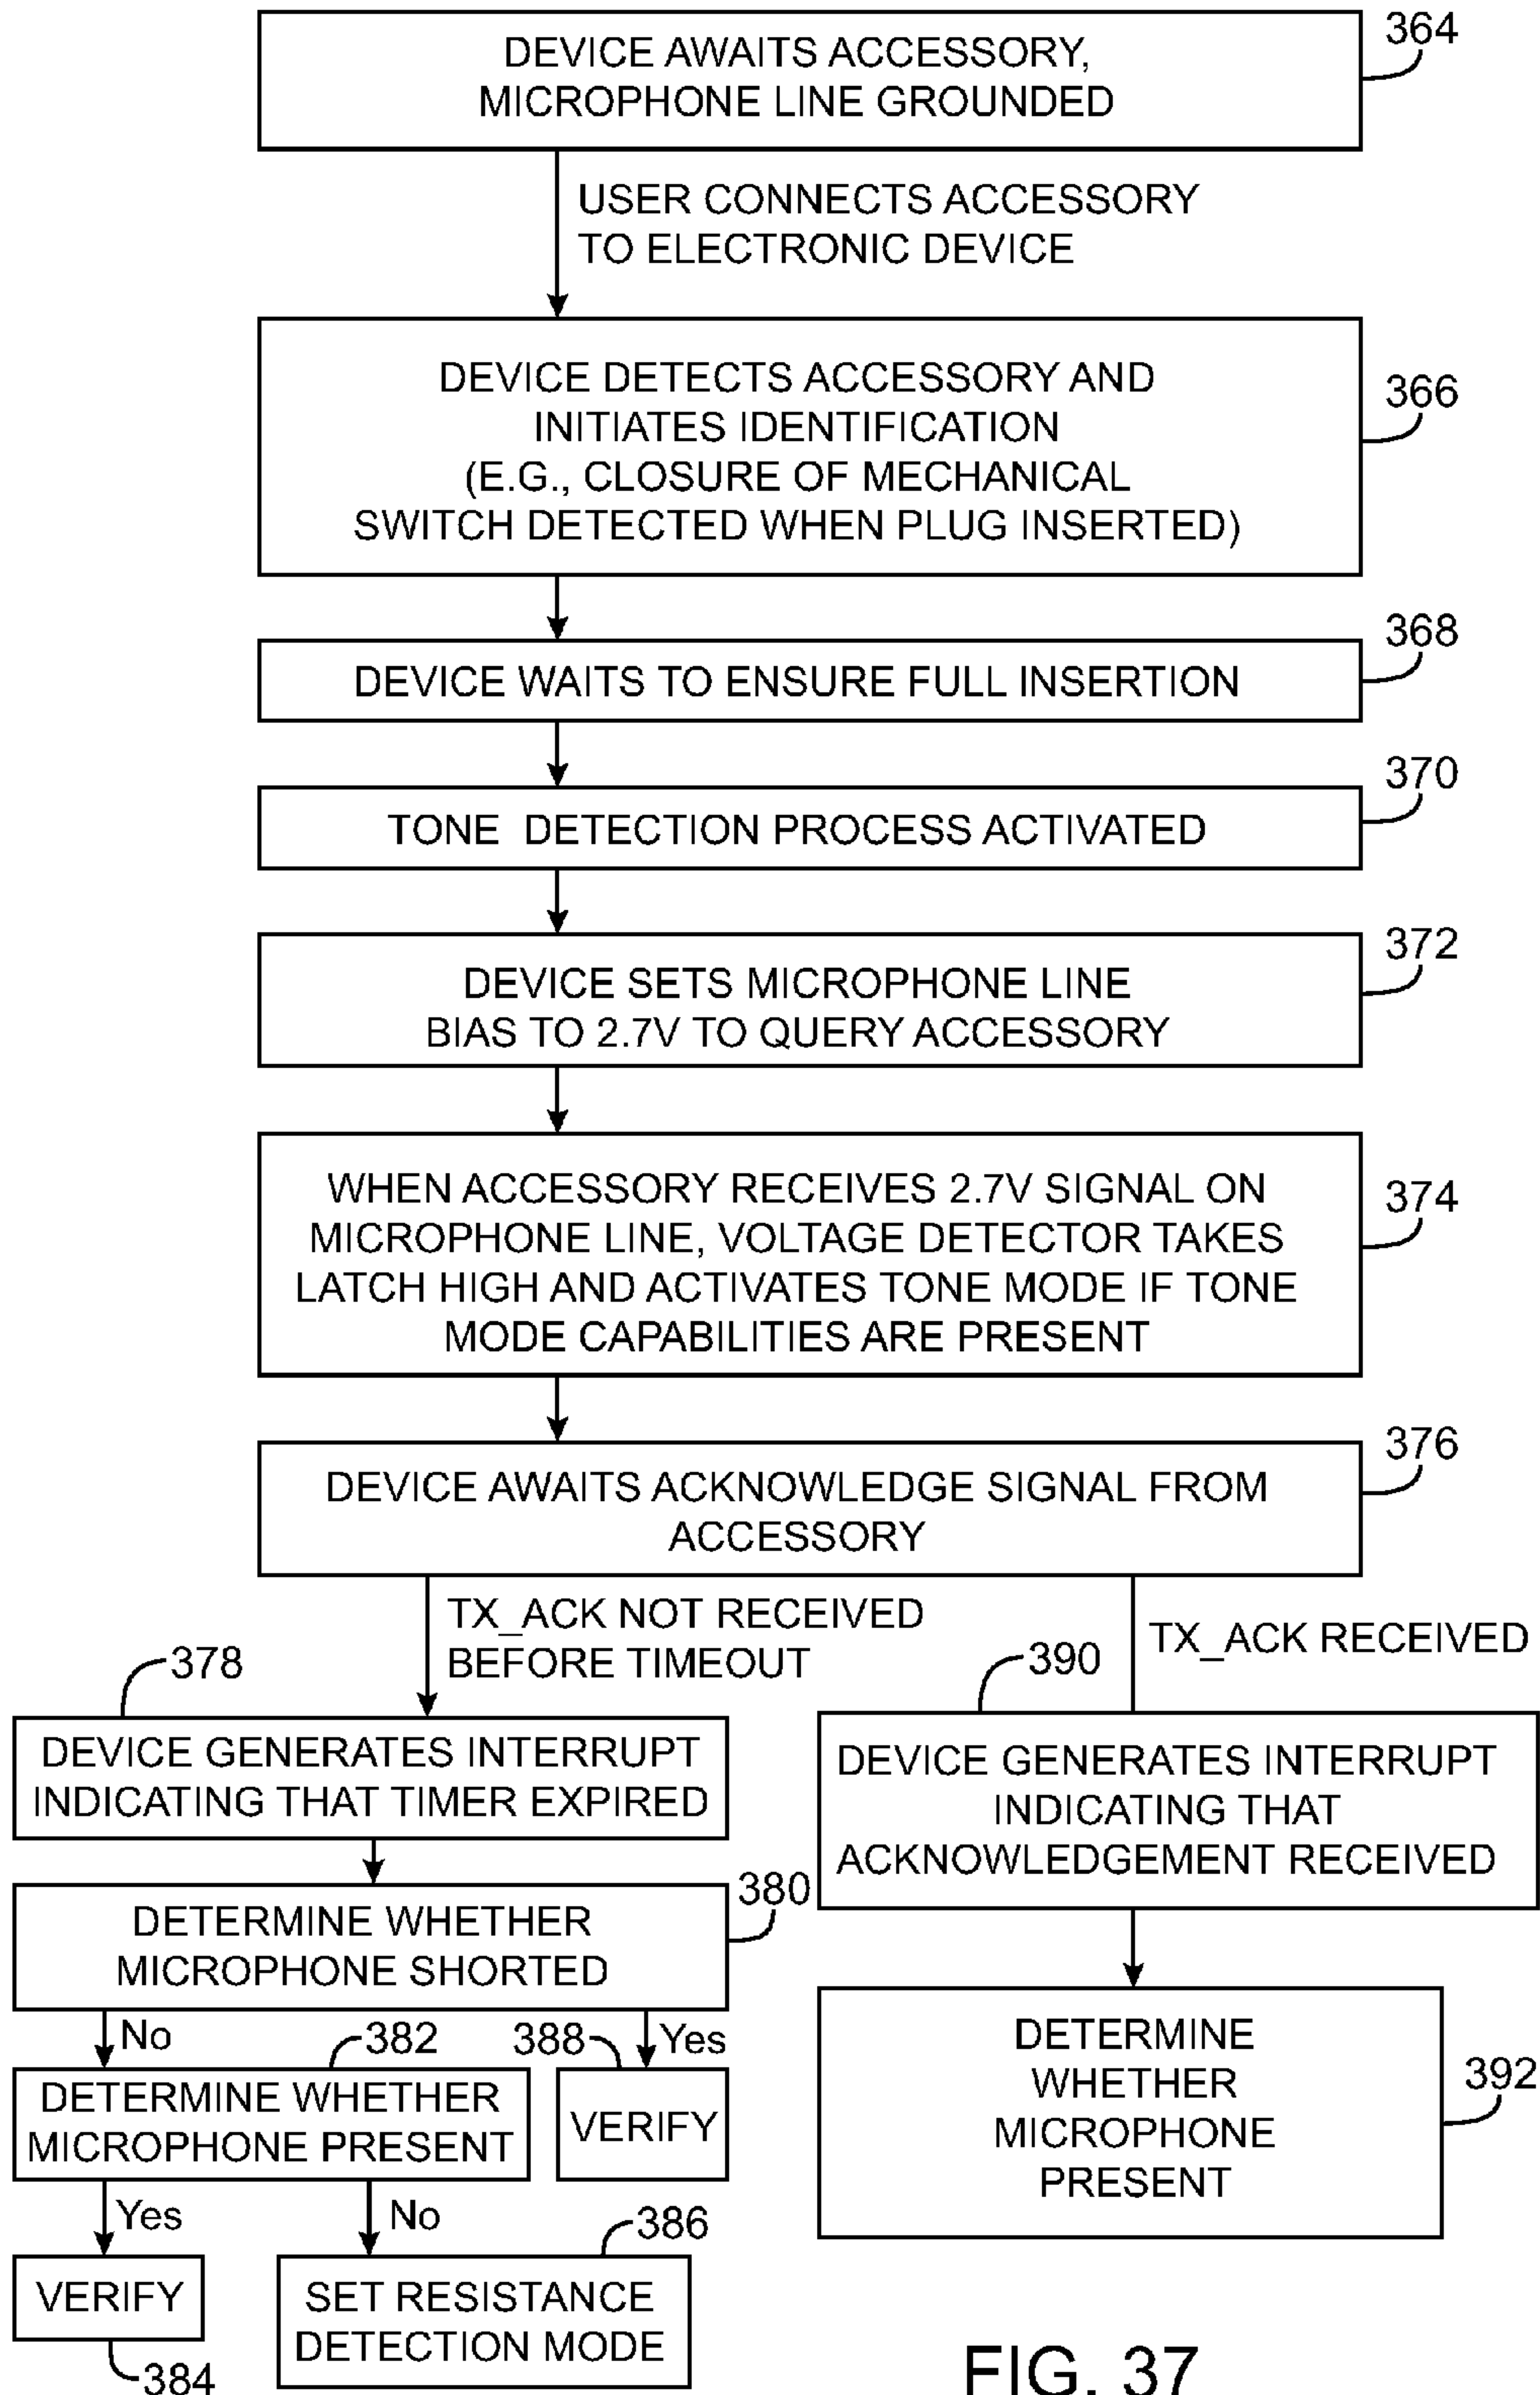 DEVICE AWAITS ACCESSORY,
MICROPHONE LINE GROUNDED
364
USER CONNECTS ACCESSORY
TO ELECTRONIC DEVICE
DEVICE DETECTS ACCESSORY AND
INITIATES IDENTIFICATION
(E.G., CLOSURE OF MECHANICAL
SWITCH DETECTED WHEN PLUG INSERTED)
366
DEVICE WAITS TO ENSURE FULL INSERTION
368
TONE DETECTION PROCESS ACTIVATED
370
DEVICE SETS MICROPHONE LINE
BIAS TO 2.7V TO QUERY ACCESSORY
372
WHEN ACCESSORY RECEIVES 2.7V SIGNAL ON
MICROPHONE LINE, VOLTAGE DETECTOR TAKES
LATCH HIGH AND ACTIVATES TONE MODE IF TONE
MODE CAPABILITIES ARE PRESENT
374
DEVICE AWAITS ACKNOWLEDGE SIGNAL FROM
ACCESSORY
376
TX_ACK NOT RECEIVED
BEFORE TIMEOUT
378
DEVICE GENERATES INTERRUPT
INDICATING THAT TIMER EXPIRED
DETERMINE WHETHER
MICROPHONE SHORTED
380
No
382
388
Yes
DETERMINE WHETHER
MICROPHONE PRESENT
VERIFY
Yes
No
386
VERIFY
384
SET RESISTANCE
DETECTION MODE
TX_ACK RECEIVED
390
DEVICE GENERATES INTERRUPT
INDICATING THAT
ACKNOWLEDGEMENT RECEIVED
DETERMINE
WHETHER
MICROPHONE
PRESENT
392
FIG. 37